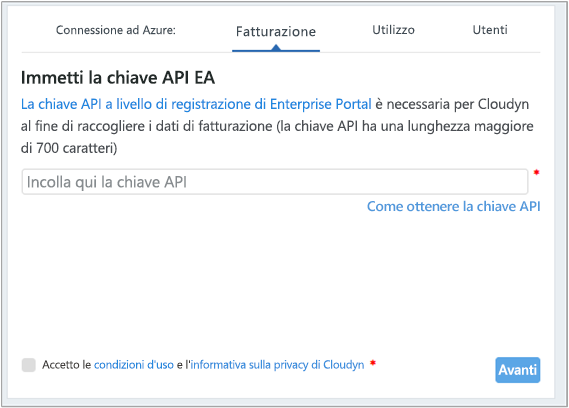 Connessione ad Azure: Fatturazione Utilizzo Utenti
Immetti la chiave API EA
La chiave API a livello di registrazione di Enterprise Portal è necessaria per Cloudyn
al fine di raccogliere i dati di fatturazione (la chiave API ha una lunghezza maggiore
di 700 caratteri)
Incolla qui la chiave API *
Come ottenere la chiave API
Accetto le condizioni d'uso e l'informativa sulla privacy di Cloudyn *
Avanti